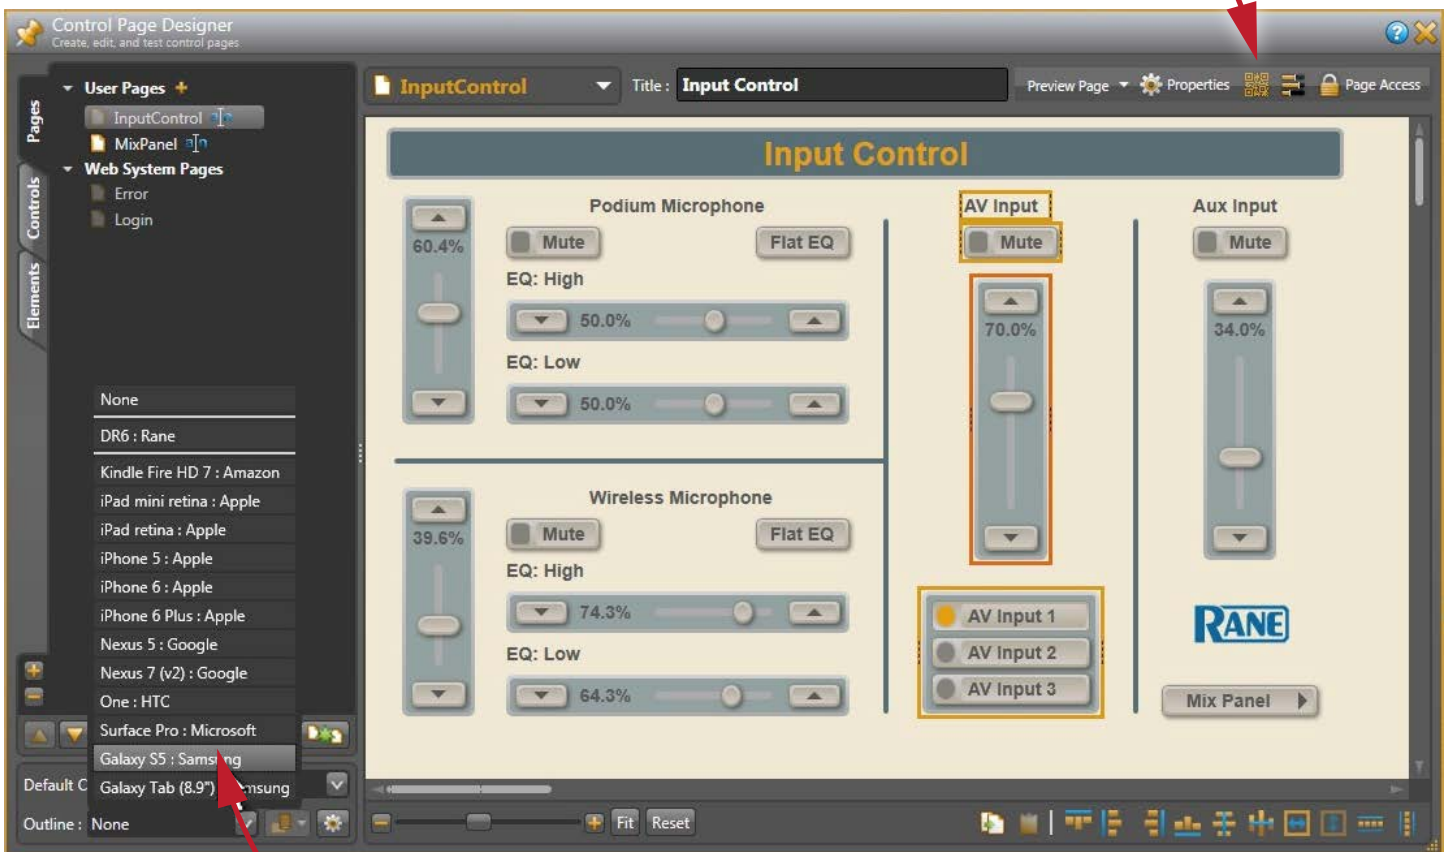 Control Page Designer
Create, edit, and test control pages
Pages
Controls
Elements
User Pages
InputControl
MixPanel
Web System Pages
Error
Login
None
DR6 : Rane
Kindle Fire HD 7 : Amazon
iPad mini retina : Apple
iPad retina : Apple
iPhone 5 : Apple
iPhone 6 : Apple
iPhone 6 Plus : Apple
Nexus 5 : Google
Nexus 7 (v2) : Google
One : HTC
Surface Pro : Microsoft
Galaxy S5 : Samsung
Galaxy Tab (8.9")
Default
Outline : None
InputControl Title : Input Control Preview Page Properties Page Access
Input Control
Podium Microphone
60.4% Mute Flat EQ
EQ: High
50.0%
EQ: Low
50.0%
Wireless Microphone
39.6% Mute Flat EQ
EQ: High
74.3%
EQ: Low
64.3%
AV Input
Mute
70.0%
AV Input 1
AV Input 2
AV Input 3
Aux Input
Mute
34.0%
RANE
Mix Panel
Fit Reset